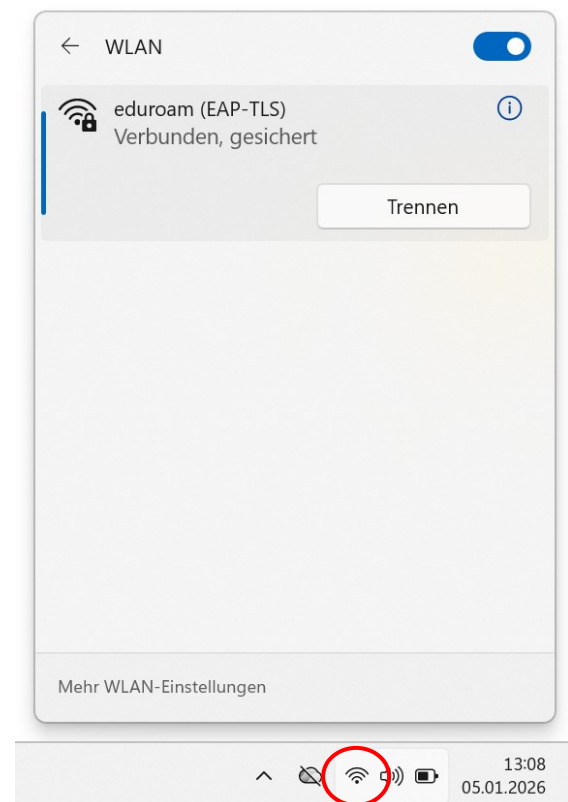 WLAN
eduroam (EAP-TLS)
Verbunden, gesichert
Trennen
Mehr WLAN-Einstellungen
13:08
05.01.2026